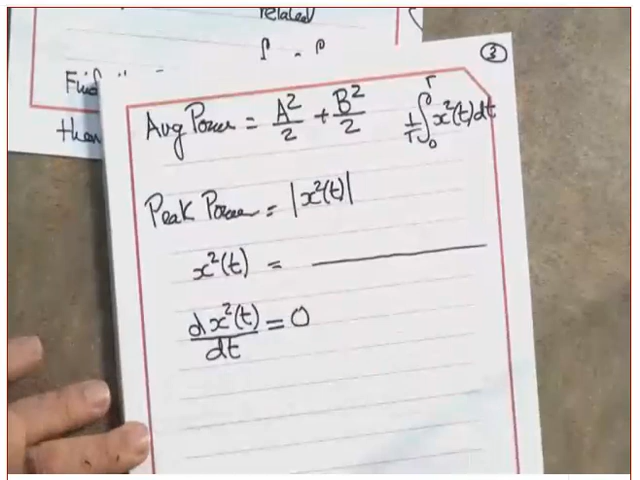 related
Find
then
3
Avg Power = A²/2 + B²/2 1/T ∫₀ᵀ x²(t)dt
Peak Power = |x²(t)|
x²(t) =
dx²(t)/dt = 0